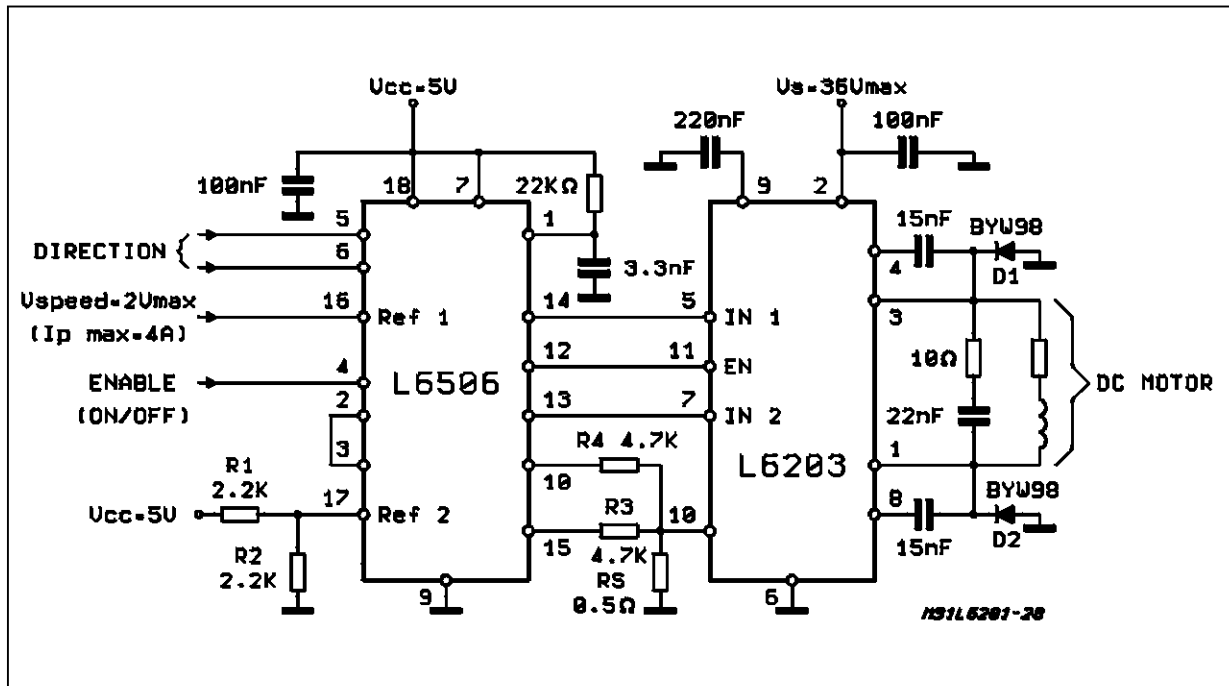 Vcc=5V
Vs=36Vmax
220nF
100nF
100nF
18
7
22KΩ
9
2
5
1
15nF
BYW98
DIRECTION {
6
3.3nF
4
D1
Vspeed=2Vmax
16
Ref 1
14
5
IN 1
3
(Ip max=4A)
12
11
EN
10Ω
ENABLE
4
L6506
DC MOTOR
(ON/OFF)
2
13
7
IN 2
22nF
3
R4 4.7K
L6203
1
R1
10
BYW98
2.2K
17
R3
8
Vcc=5V
Ref 2
15
10
D2
R2
4.7K
15nF
2.2K
RS
9
0.5Ω
6
M91L6201-28